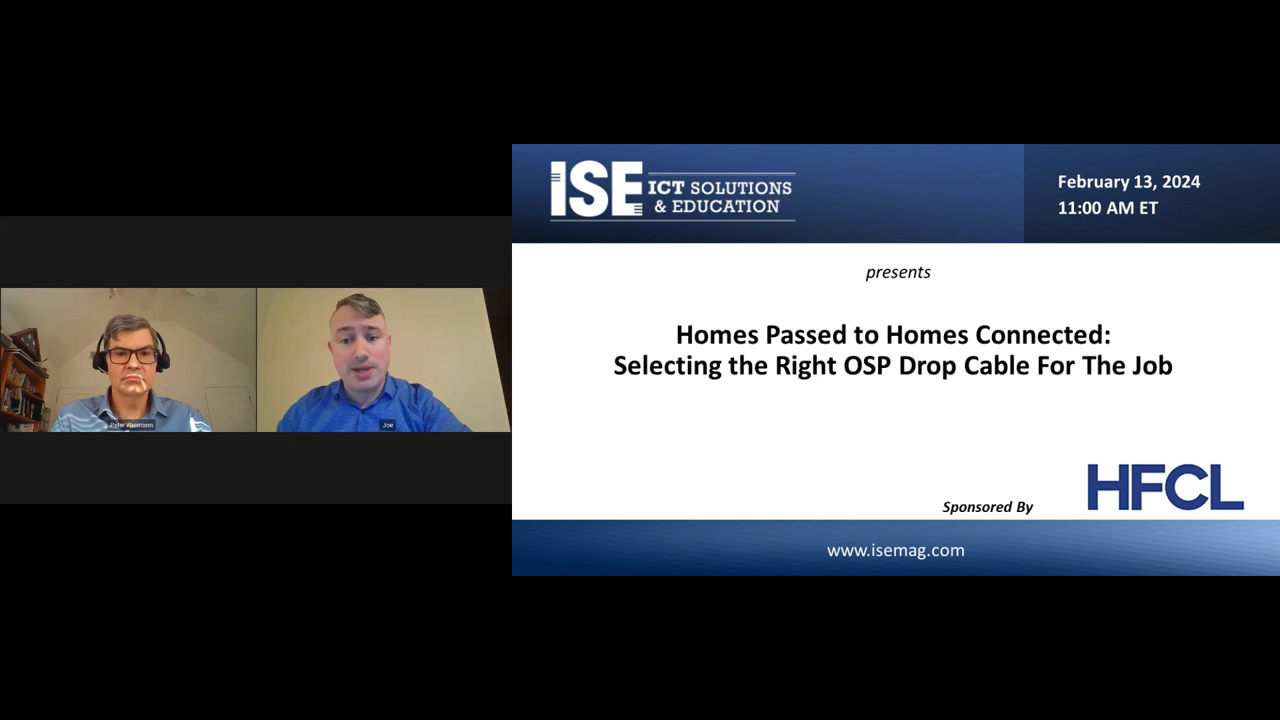 ISE ICT SOLUTIONS
& EDUCATION
February 13, 2024
11:00 AM ET
presents
Homes Passed to Homes Connected:
Selecting the Right OSP Drop Cable For The Job
Sponsored By
HFCL
www.isemag.com
Peter Weimann
Joe